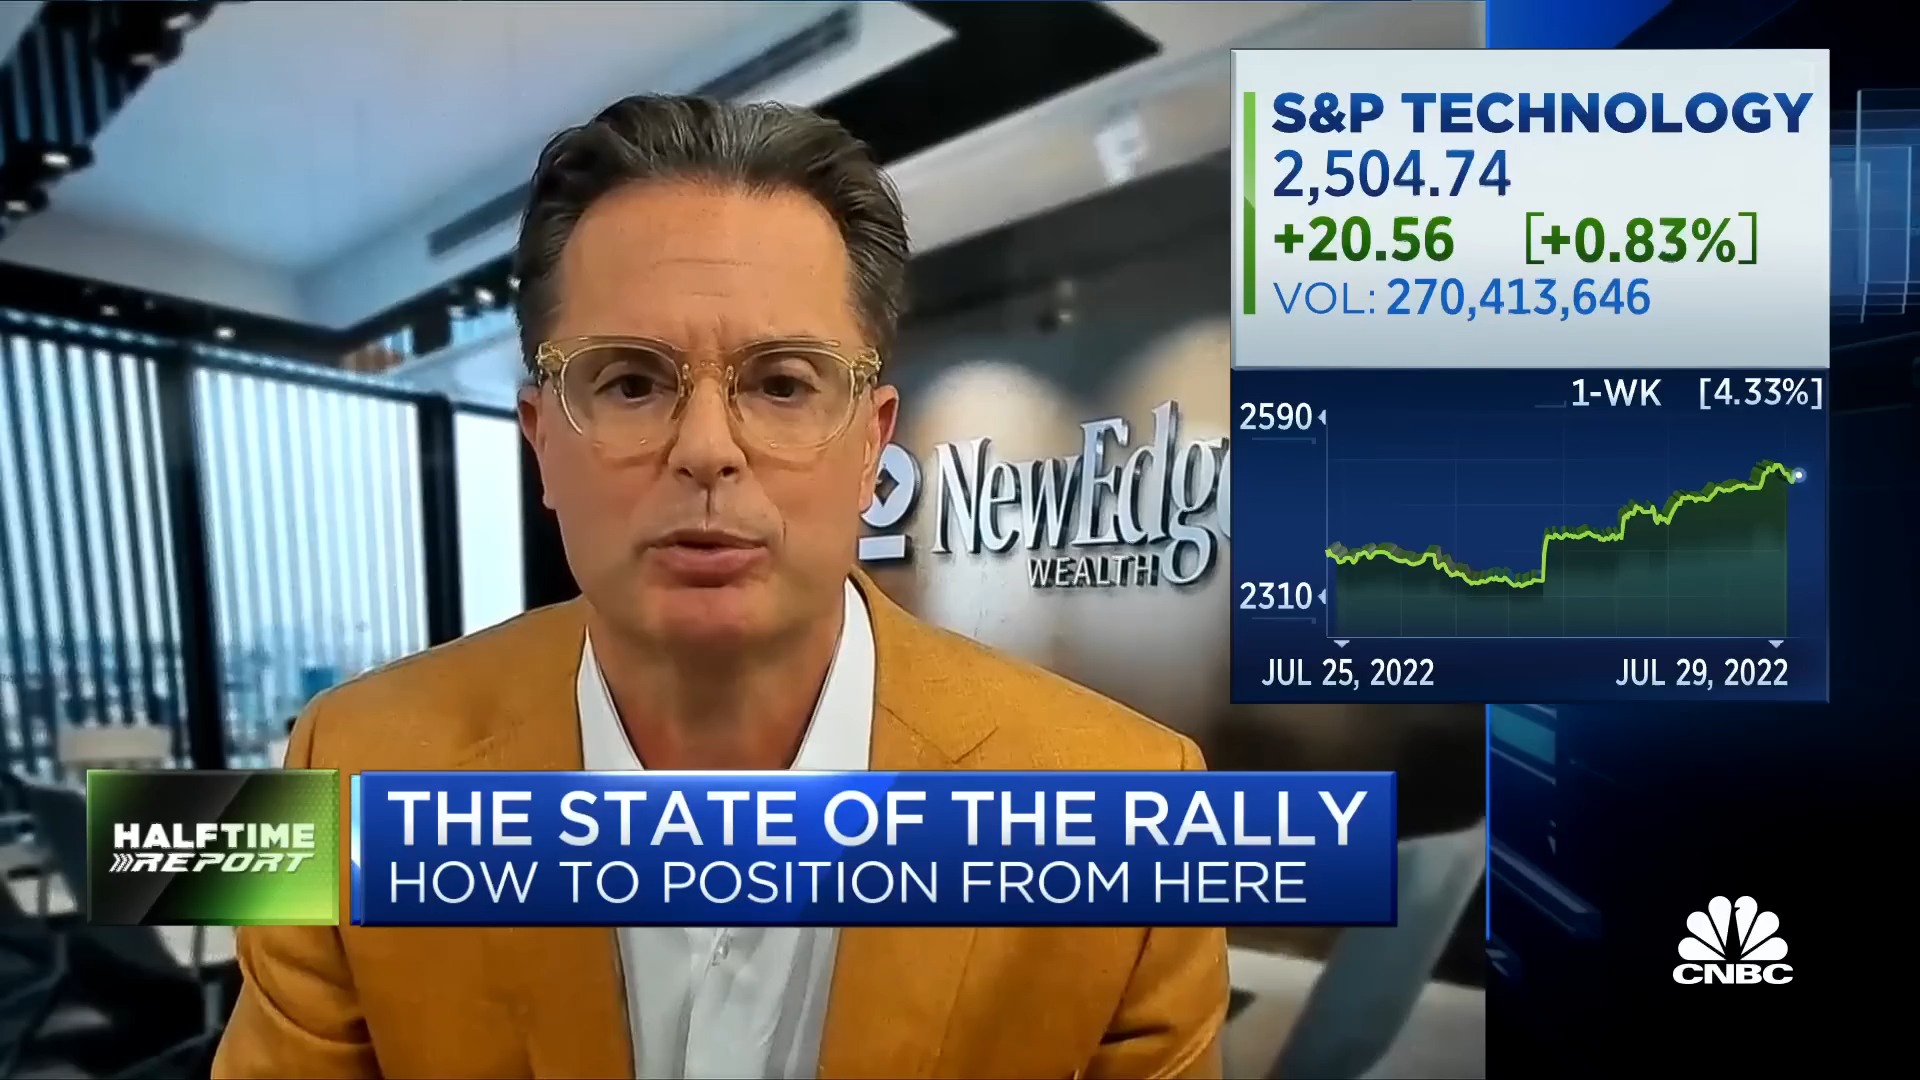 S&P TECHNOLOGY
2,504.74
+20.56 [+0.83%]
VOL: 270,413,646
1-WK [4.33%]
2590
2310
JUL 25, 2022 JUL 29, 2022
NewEdge
WEALTH
HALFTIME
REPORT
THE STATE OF THE RALLY
HOW TO POSITION FROM HERE
CNBC